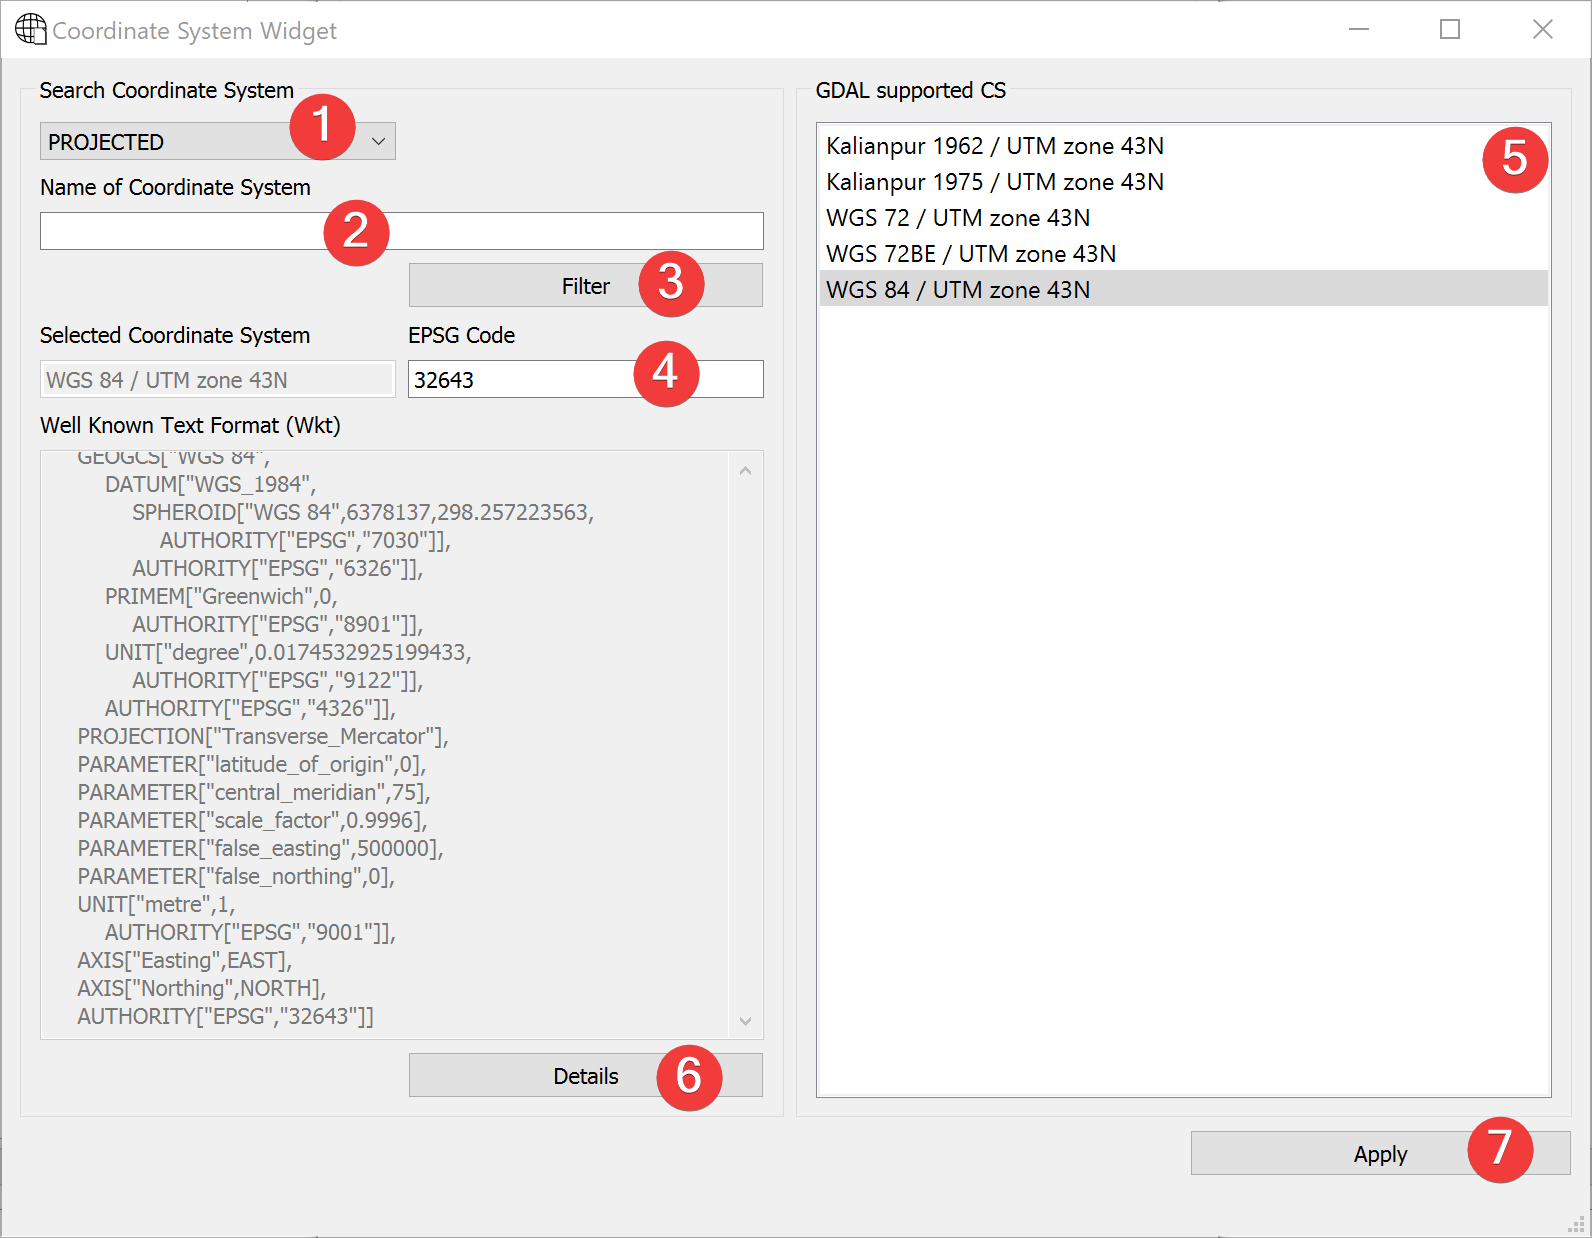 Coordinate System Widget
Search Coordinate System
PROJECTED
1
Name of Coordinate System
2
Filter
3
Selected Coordinate System
EPSG Code
WGS 84 / UTM zone 43N
32643
4
Well Known Text Format (Wkt)
GEOGCS["WGS 84",
DATUM["WGS_1984",
SPHEROID["WGS 84",6378137,298.257223563,
AUTHORITY["EPSG","7030"]],
AUTHORITY["EPSG","6326"]],
PRIMEM["Greenwich",0,
AUTHORITY["EPSG","8901"]],
UNIT["degree",0.0174532925199433,
AUTHORITY["EPSG","9122"]],
AUTHORITY["EPSG","4326"]],
PROJECTION["Transverse_Mercator"],
PARAMETER["latitude_of_origin",0],
PARAMETER["central_meridian",75],
PARAMETER["scale_factor",0.9996],
PARAMETER["false_easting",500000],
PARAMETER["false_northing",0],
UNIT["metre",1,
AUTHORITY["EPSG","9001"]],
AXIS["Easting",EAST],
AXIS["Northing",NORTH],
AUTHORITY["EPSG","32643"]]
Details
6
GDAL supported CS
Kalianpur 1962 / UTM zone 43N
5
Kalianpur 1975 / UTM zone 43N
WGS 72 / UTM zone 43N
WGS 72BE / UTM zone 43N
WGS 84 / UTM zone 43N
Apply
7